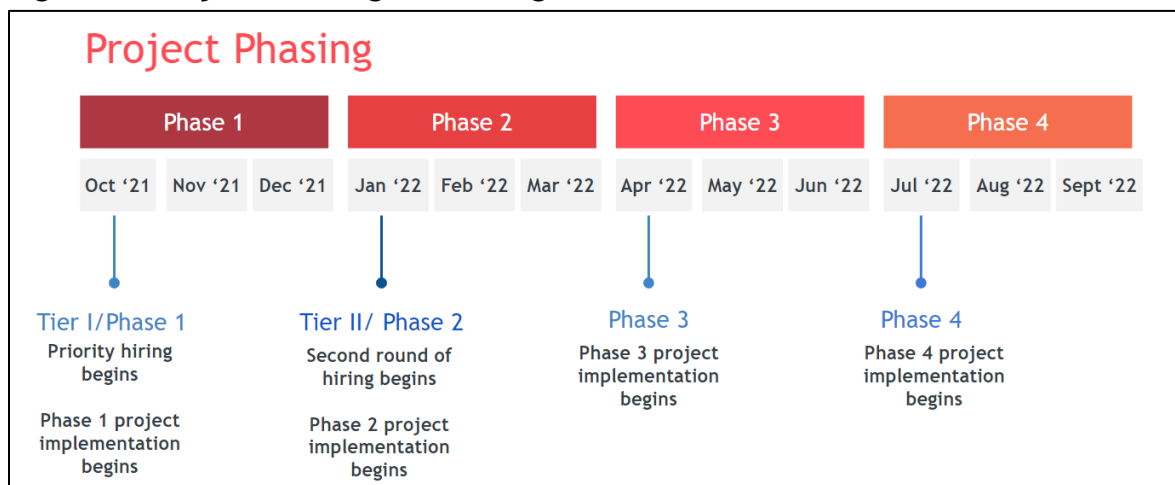 Project Phasing
Phase 1
Phase 2
Phase 3
Phase 4
Oct ‘21
Nov ‘21
Dec ‘21
Jan ‘22
Feb ‘22
Mar ‘22
Apr ‘22
May ‘22
Jun ‘22
Jul ‘22
Aug ‘22
Sept ‘22
Tier I/Phase 1
Priority hiring
begins
Phase 1 project
implementation
begins
Tier II/ Phase 2
Second round of
hiring begins
Phase 2 project
implementation
begins
Phase 3
Phase 3 project
implementation
begins
Phase 4
Phase 4 project
implementation
begins